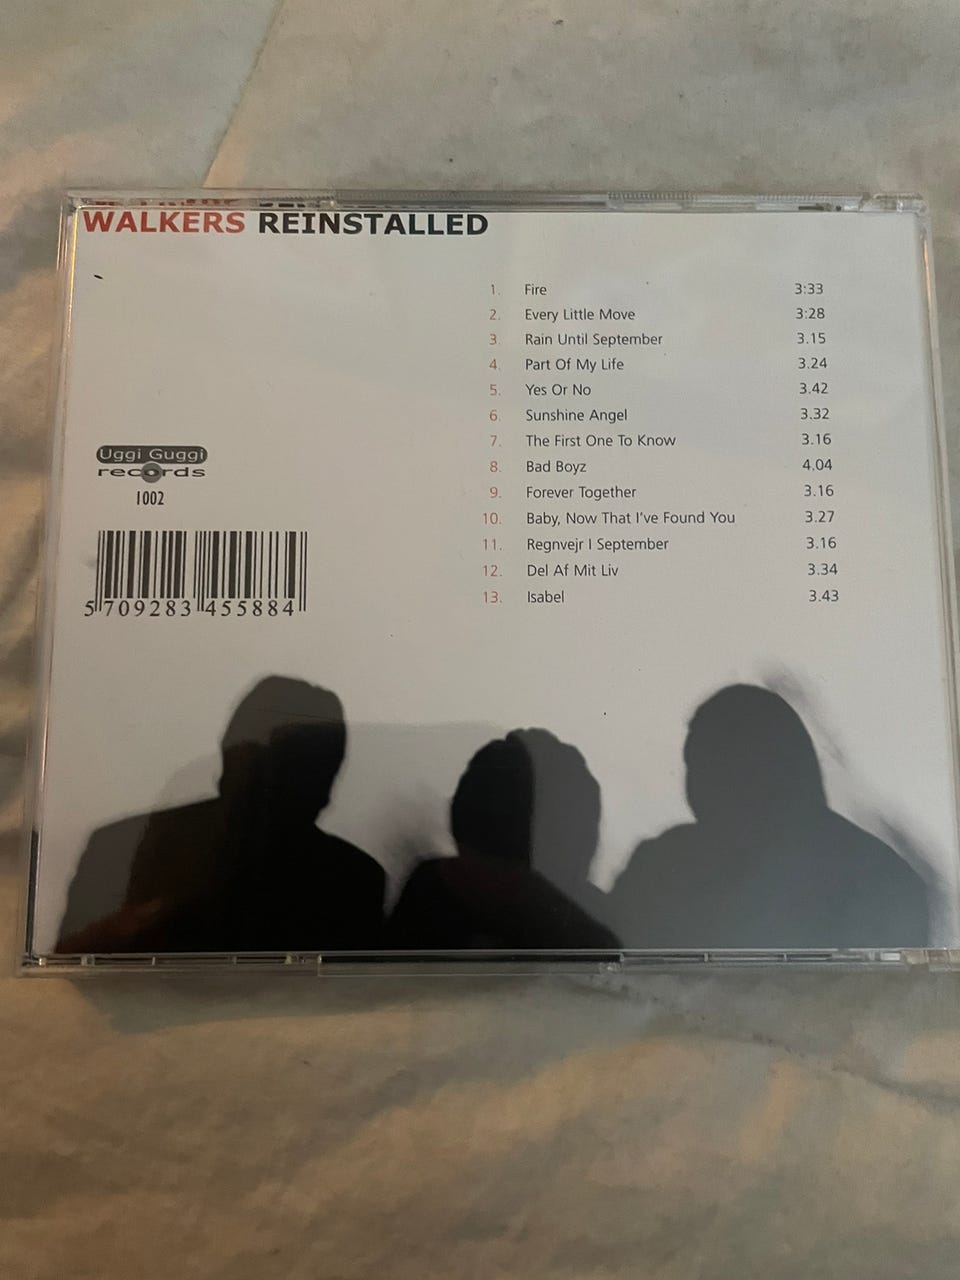 WALKERS REINSTALLED
1. Fire 3:33
2. Every Little Move 3:28
3. Rain Until September 3.15
4. Part Of My Life 3.24
5. Yes Or No 3.42
6. Sunshine Angel 3.32
7. The First One To Know 3.16
8. Bad Boyz 4.04
9. Forever Together 3.16
10. Baby, Now That I've Found You 3.27
11. Regnvejr I September 3.16
12. Del Af Mit Liv 3.34
13. Isabel 3.43
Uggi Guggi
records
1002
5 709283 455884